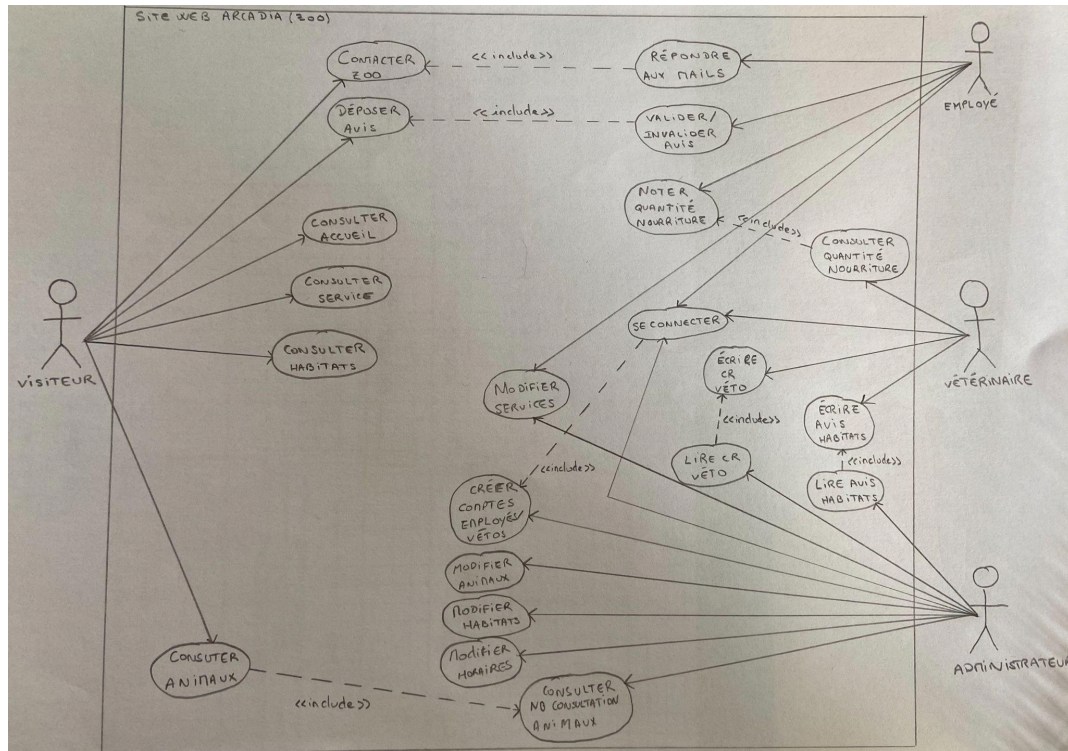 SITE WEB ARCADIA (ZOO)
CONTACTER
ZOO
<<include>>
RÉPONDRE
AUX MAILS
EMPLOYÉ
DÉPOSER
AVIS
<<include>>
VALIDER/
INVALIDER
AVIS
NOTER
QUANTITÉ
NOURRITURE
<<include>>
CONSULTER
QUANTITÉ
NOURRITURE
CONSULTER
ACCUEIL
CONSULTER
SERVICE
CONSULTER
HABITATS
VISITEUR
SE CONNECTER
VÉTÉRINAIRE
ÉCRIRE
CR
VÉTO
MODIFIER
SERVICES
<<include>>
ÉCRIRE
AVIS
HABITATS
<<include>>
LIRE CR
VÉTO
<<include>>
LIRE AVIS
HABITATS
CRÉER
COMPTES
EMPLOYÉS/
VÉTOS
MODIFIER
ANIMAUX
MODIFIER
HABITATS
MODIFIER
HORAIRES
ADMINISTRATEUR
CONSUTER
ANIMAUX
<<include>>
CONSULTER
NB CONSULTATION
ANIMAUX